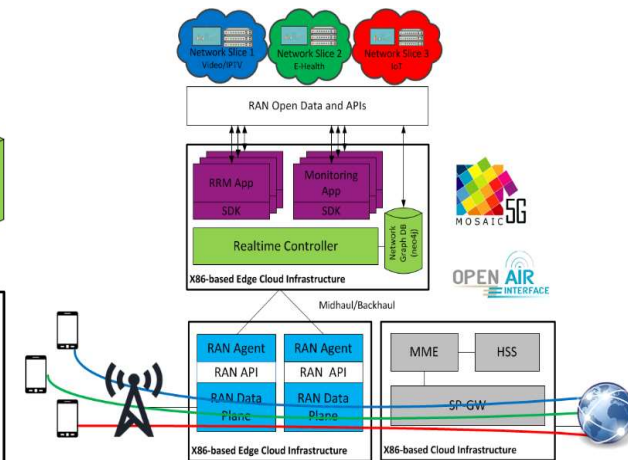 Network Slice 1
Video/IPTV
Network Slice 2
E-Health
Network Slice 3
IoT
RAN Open Data and APIs
RRM App
SDK
Monitoring
App
SDK
Realtime Controller
Network
Graph DB
(neo4j)
X86-based Edge Cloud Infrastructure
MOSAIC 5G
OPEN AIR
INTERFACE
Midhaul/Backhaul
RAN Agent
RAN API
RAN Data
Plane
RAN Agent
RAN API
RAN Data
Plane
X86-based Edge Cloud Infrastructure
MME
HSS
SP-GW
X86-based Cloud Infrastructure